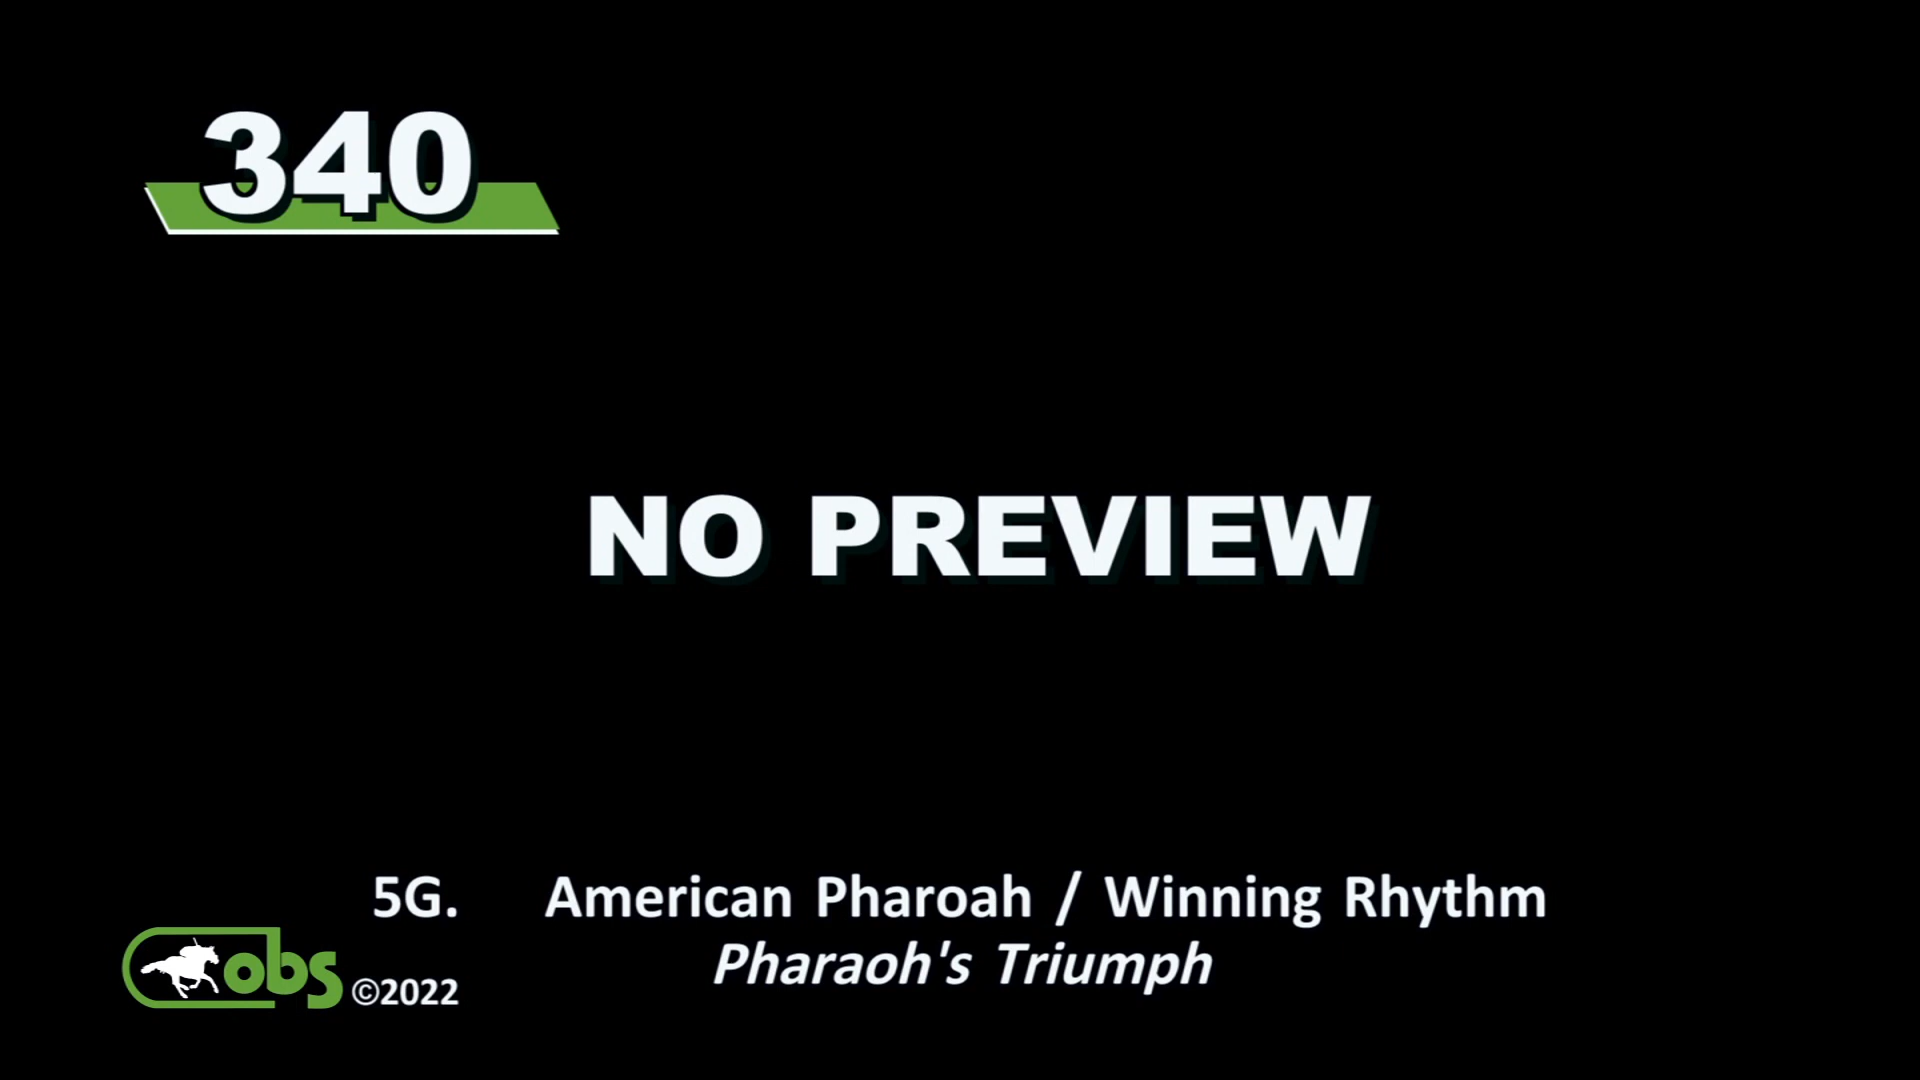 340
NO PREVIEW
5G. American Pharoah / Winning Rhythm
Pharaoh's Triumph
obs ©2022